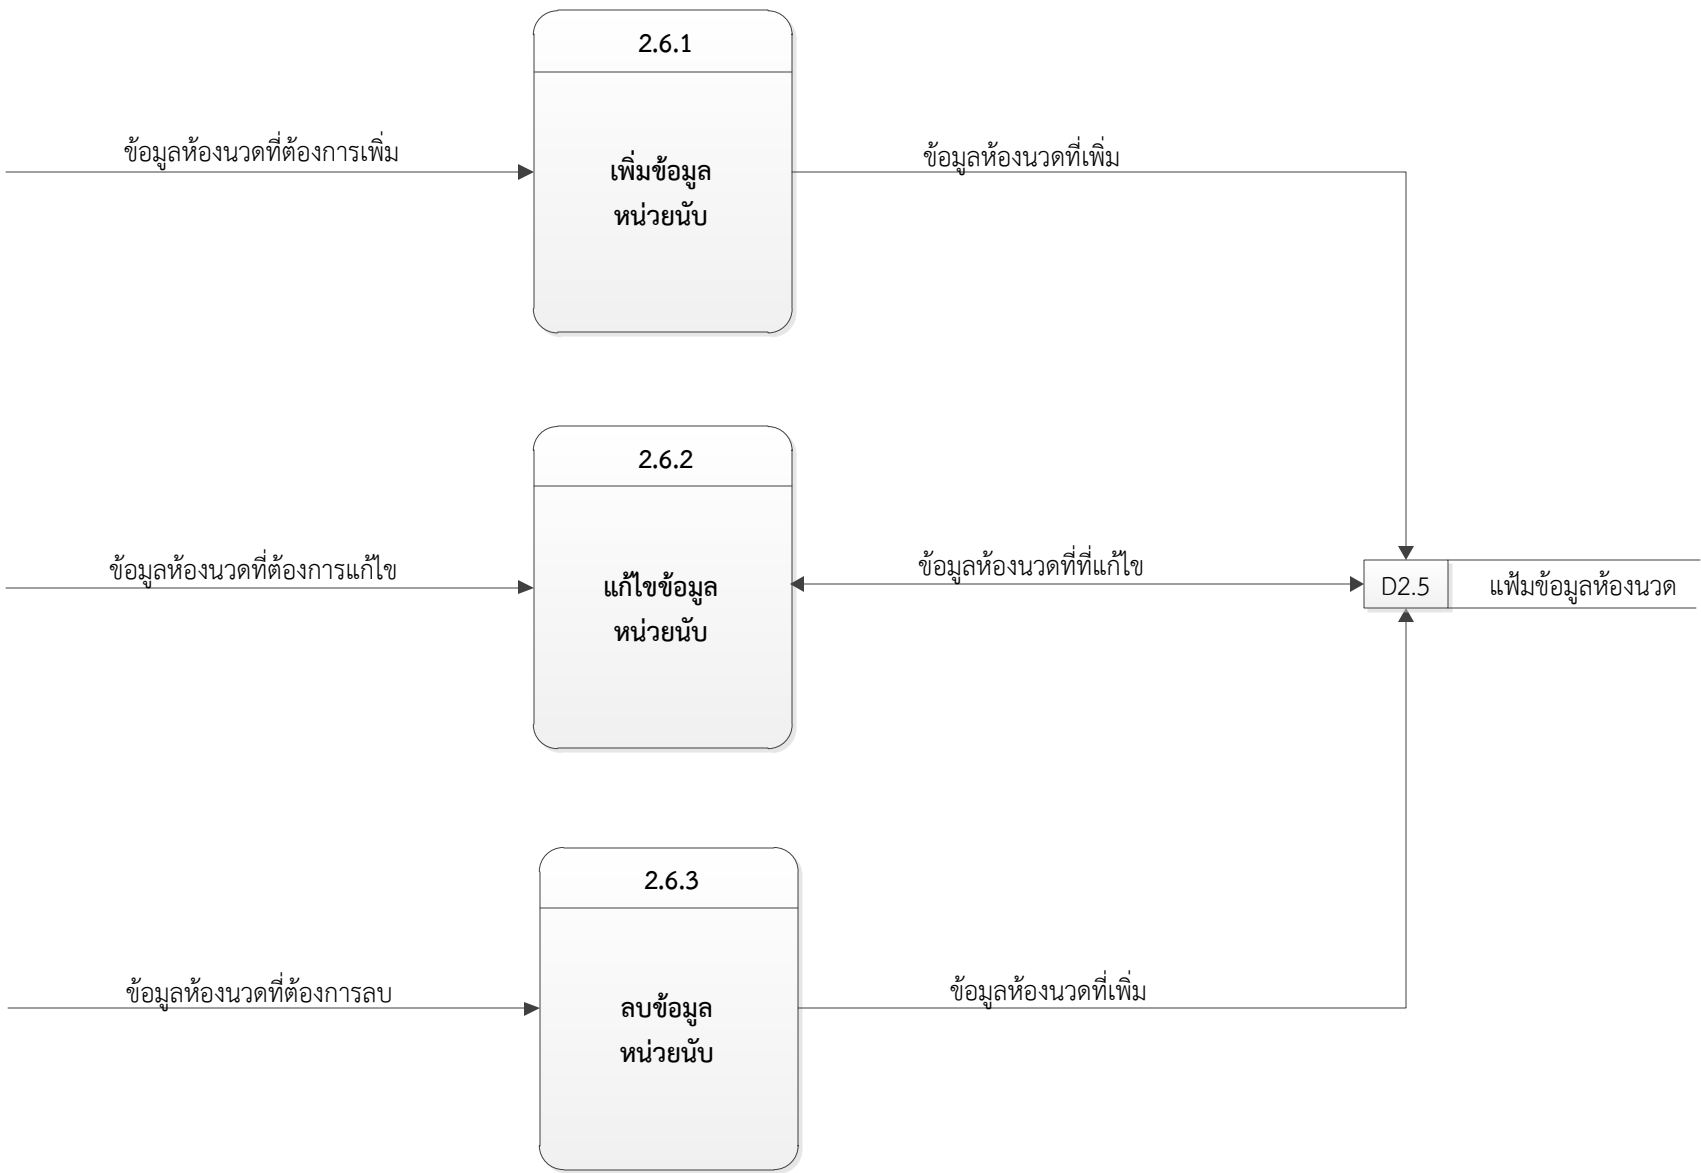 2.6.1
ข้อมูลห้องนวดที่ต้องการเพิ่ม
เพิ่มข้อมูล
หน่วยนับ
ข้อมูลห้องนวดที่เพิ่ม
2.6.2
ข้อมูลห้องนวดที่ต้องการแก้ไข
แก้ไขข้อมูล
หน่วยนับ
ข้อมูลห้องนวดที่ที่แก้ไข
D2.5
แฟ้มข้อมูลห้องนวด
2.6.3
ข้อมูลห้องนวดที่ต้องการลบ
ลบข้อมูล
หน่วยนับ
ข้อมูลห้องนวดที่เพิ่ม